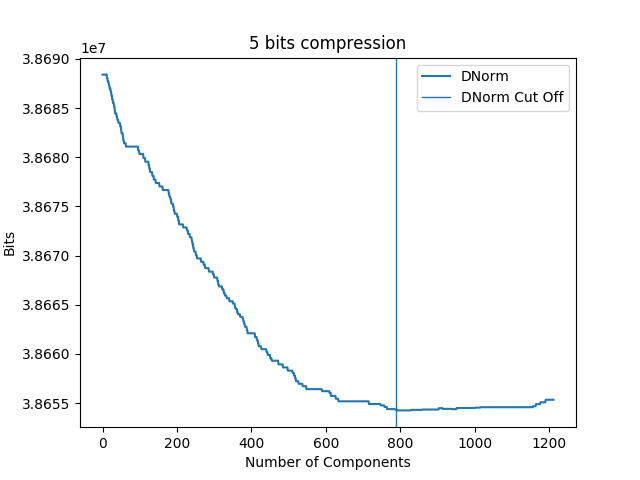 5 bits compression
1e7
3.8690
3.8685
3.8680
3.8675
3.8670
3.8665
3.8660
3.8655
Bits
DNorm
DNorm Cut Off
0 200 400 600 800 1000 1200
Number of Components